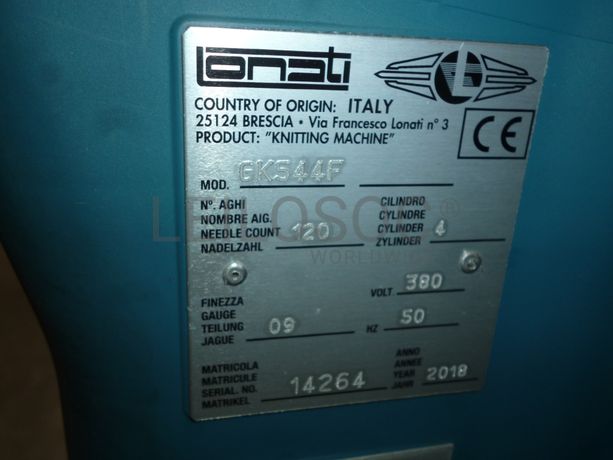 Lonati
COUNTRY OF ORIGIN: ITALY
25124 BRESCIA • Via Francesco Lonati n° 3
PRODUCT: "KNITTING MACHINE"
CE
MOD. GK544F
N°. AGHI
NOMBRE AIG.
NEEDLE COUNT 120
NADELZAHL
CILINDRO
CYLINDRE
CYLINDER 4
ZYLINDER
FINEZZA
GAUGE
TEILUNG 09
JAUGE
VOLT. 380
HZ 50
MATRICOLA
MATRICULE
SERIAL. NO. 14264
MATRIKEL
ANNO
ANNEE
YEAR 2018
JAHR